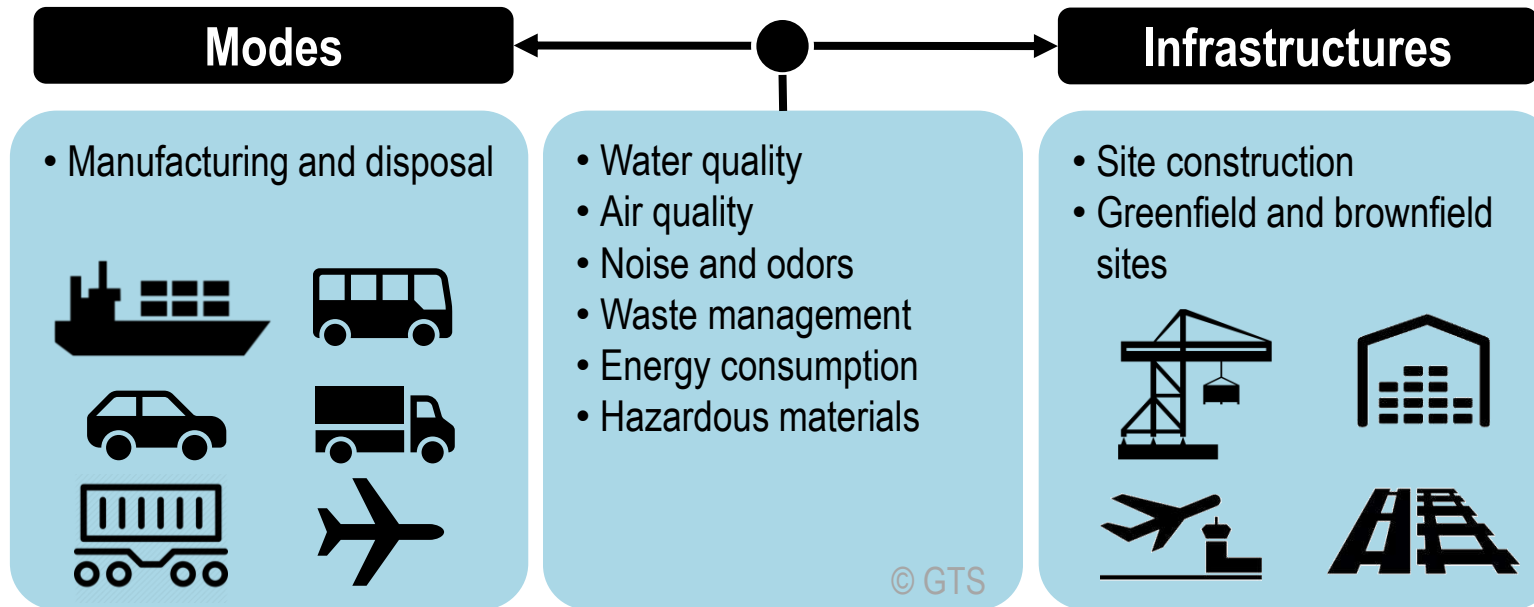 Modes
Infrastructures
• Manufacturing and disposal
• Water quality
• Air quality
• Noise and odors
• Waste management
• Energy consumption
• Hazardous materials
• Site construction
• Greenfield and brownfield
sites
© GTS